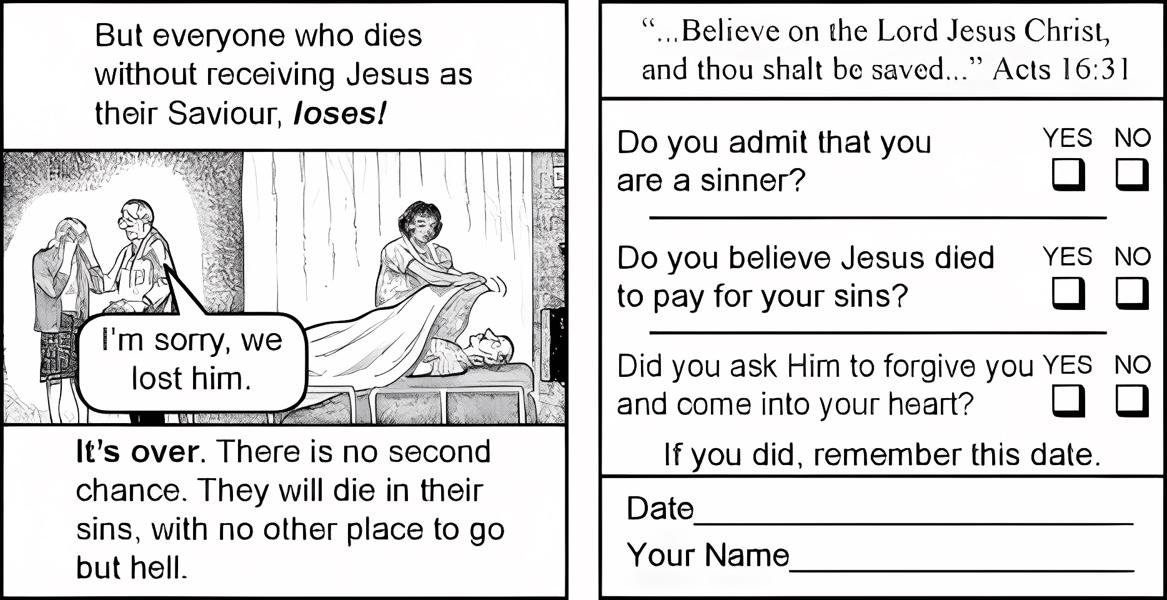 But everyone who dies
without receiving Jesus as
their Saviour, loses!
I'm sorry, we
lost him.
It's over. There is no second
chance. They will die in their
sins, with no other place to go
but hell.
“...Believe on the Lord Jesus Christ,
and thou shalt be saved...” Acts 16:31
Do you admit that you YES NO
are a sinner?
Do you believe Jesus died YES NO
to pay for your sins?
Did you ask Him to forgive you YES NO
and come into your heart?
If you did, remember this date.
Date
Your Name